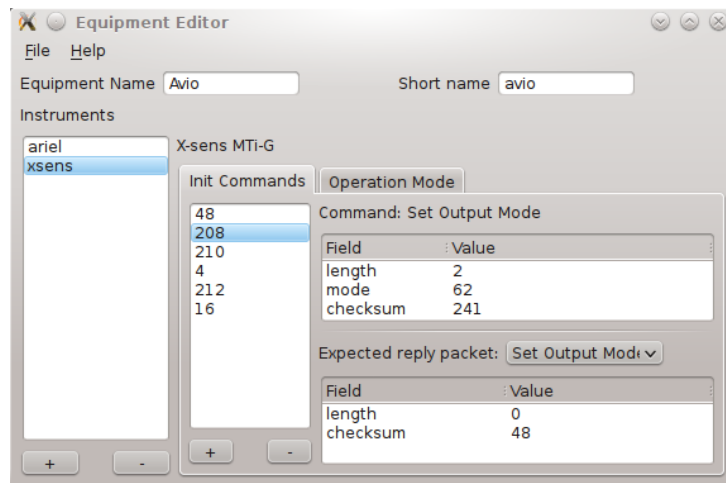 Equipment Editor
File Help
Equipment Name Avio Short name avio
Instruments
ariel
xsens
X-sens MTi-G
Init Commands Operation Mode
48
208
210
4
212
16
Command: Set Output Mode
Field Value
length 2
mode 62
checksum 241
Expected reply packet: Set Output Mode
Field Value
length 0
checksum 48
+ - + -